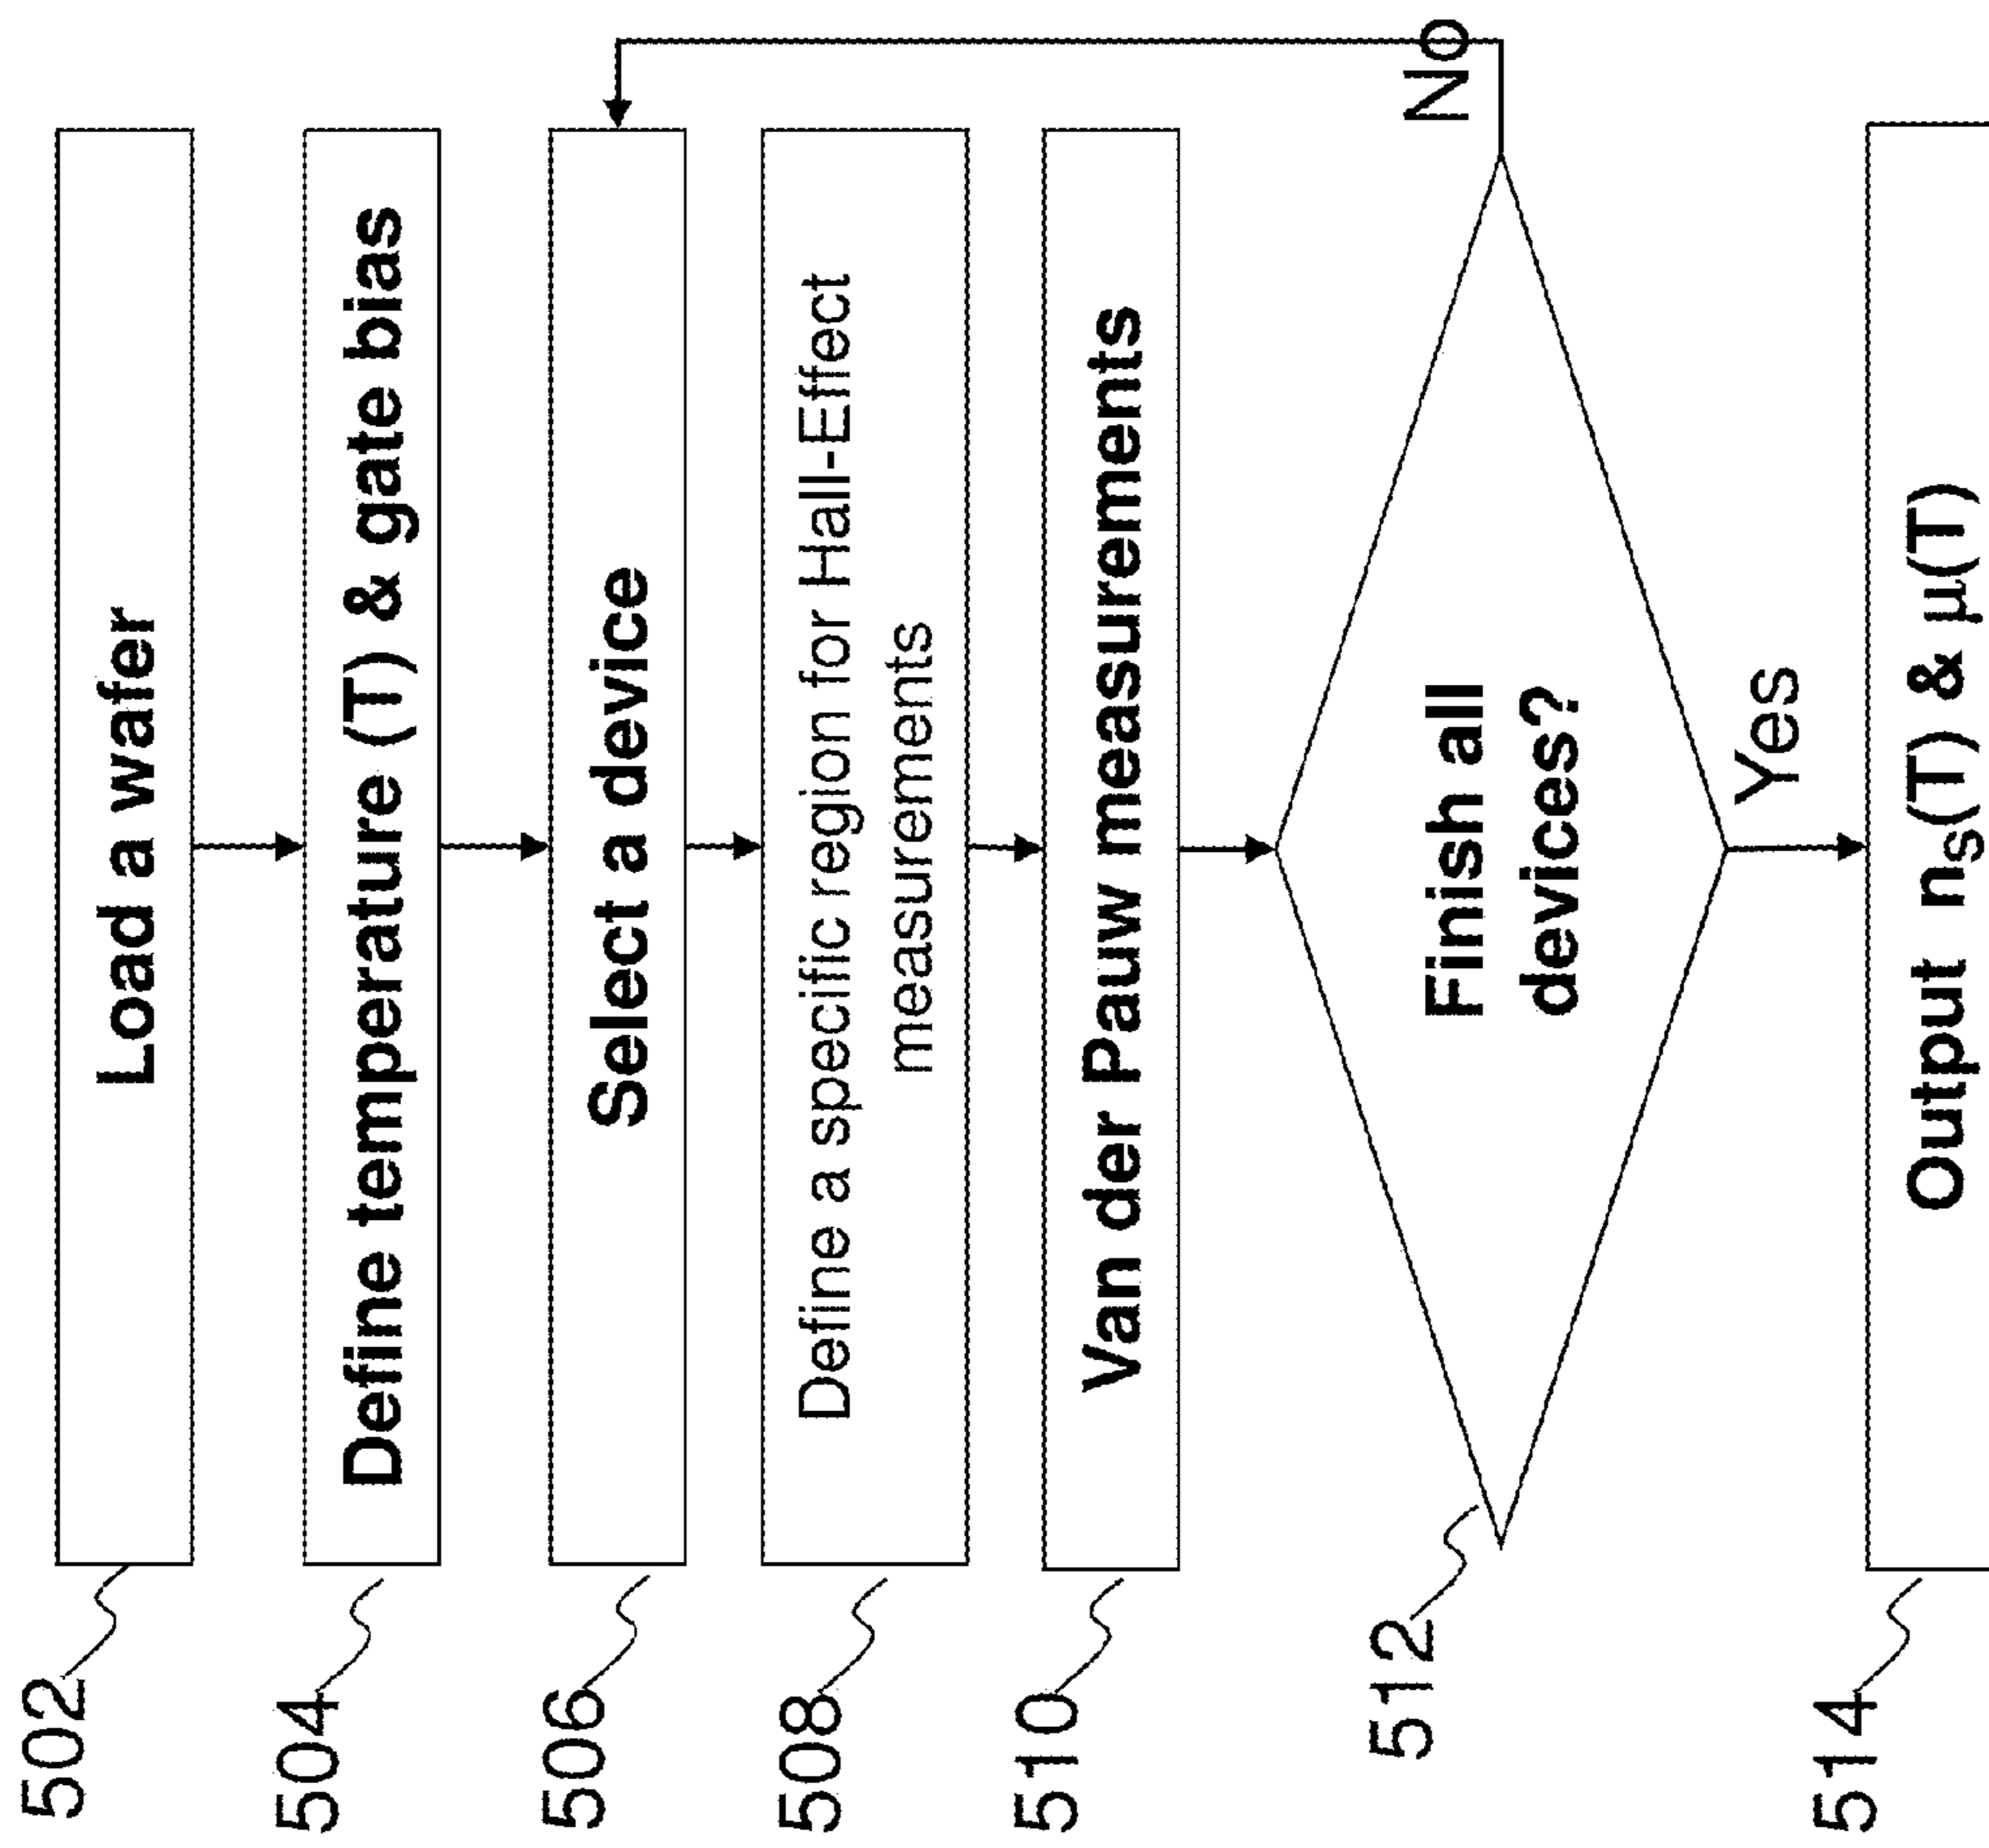 502
Load a wafer
504
Define temperature (T) & gate bias
506
Select a device
508
Define a specific region for Hall-Effect
measurements
510
Van der Pauw measurements
512
Finish all
devices?
No
Yes
514
Output nS(T) & µ(T)